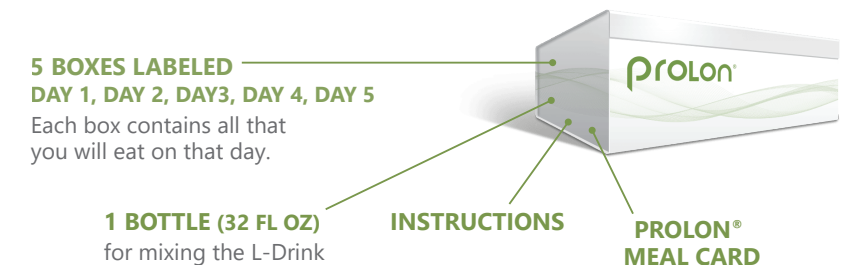 5 BOXES LABELED
DAY 1, DAY 2, DAY3, DAY 4, DAY 5
Each box contains all that
you will eat on that day.
PROLON®
1 BOTTLE (32 FL OZ)
for mixing the L-Drink
INSTRUCTIONS
PROLON®
MEAL CARD